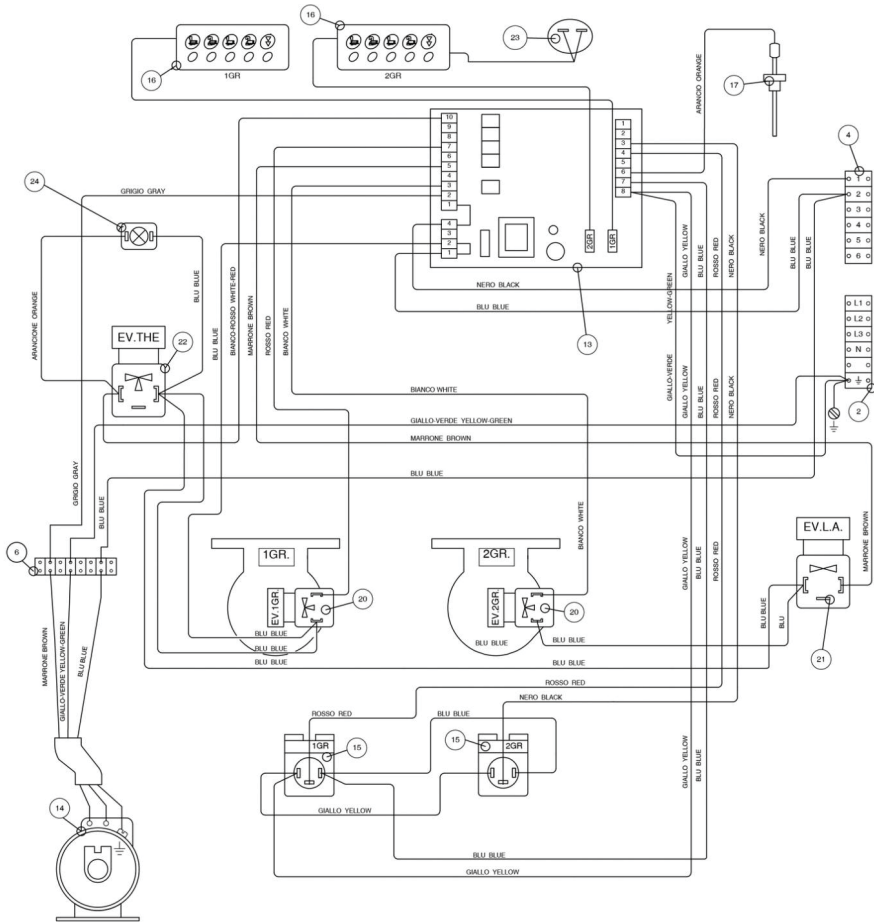 16
16
23
1GR
2GR
17
ARANCIO ORANGE
4
10
9
8
7
6
5
4
3
2
1
4
3
2
1
1
2
3
4
5
6
7
8
2GR
1GR
13
1
2
3
4
5
6
L1
L2
L3
N
2
24
GRIGIO GRAY
ARANCIONE ORANGE
BLU BLUE
BLU BLUE
BIANCO-ROSSO WHITE-RED
MARRONE BROWN
ROSSO RED
BIANCO WHITE
NERO BLACK
BLU BLUE
YELLOW-GREEN
GIALLO-VERDE
GIALLO YELLOW
BLU BLUE
ROSSO RED
NERO BLACK
NERO BLACK
BLU BLUE
BLU BLUE
EV.THE
22
BIANCO WHITE
GIALLO YELLOW
BLU BLUE
ROSSO RED
NERO BLACK
GIALLO-VERDE YELLOW-GREEN
MARRONE BROWN
BLU BLUE
GRIGIO GRAY
BLU BLUE
6
1GR.
EV.1GR.
20
2GR.
EV.2GR.
20
BIANCO WHITE
EV.L.A.
MARRONE BROWN
21
BLU BLUE
BLU
GIALLO YELLOW
BLU BLUE
ROSSO RED
BLU BLUE
BLU BLUE
BLU BLUE
BLU BLUE
BLU BLUE
BLU BLUE
MARRONE BROWN
GIALLO-VERDE YELLOW-GREEN
BLU BLUE
ROSSO RED
NERO BLACK
ROSSO RED
BLU BLUE
1GR
15
15
2GR
GIALLO YELLOW
GIALLO YELLOW
BLU BLUE
14
BLU BLUE
GIALLO YELLOW